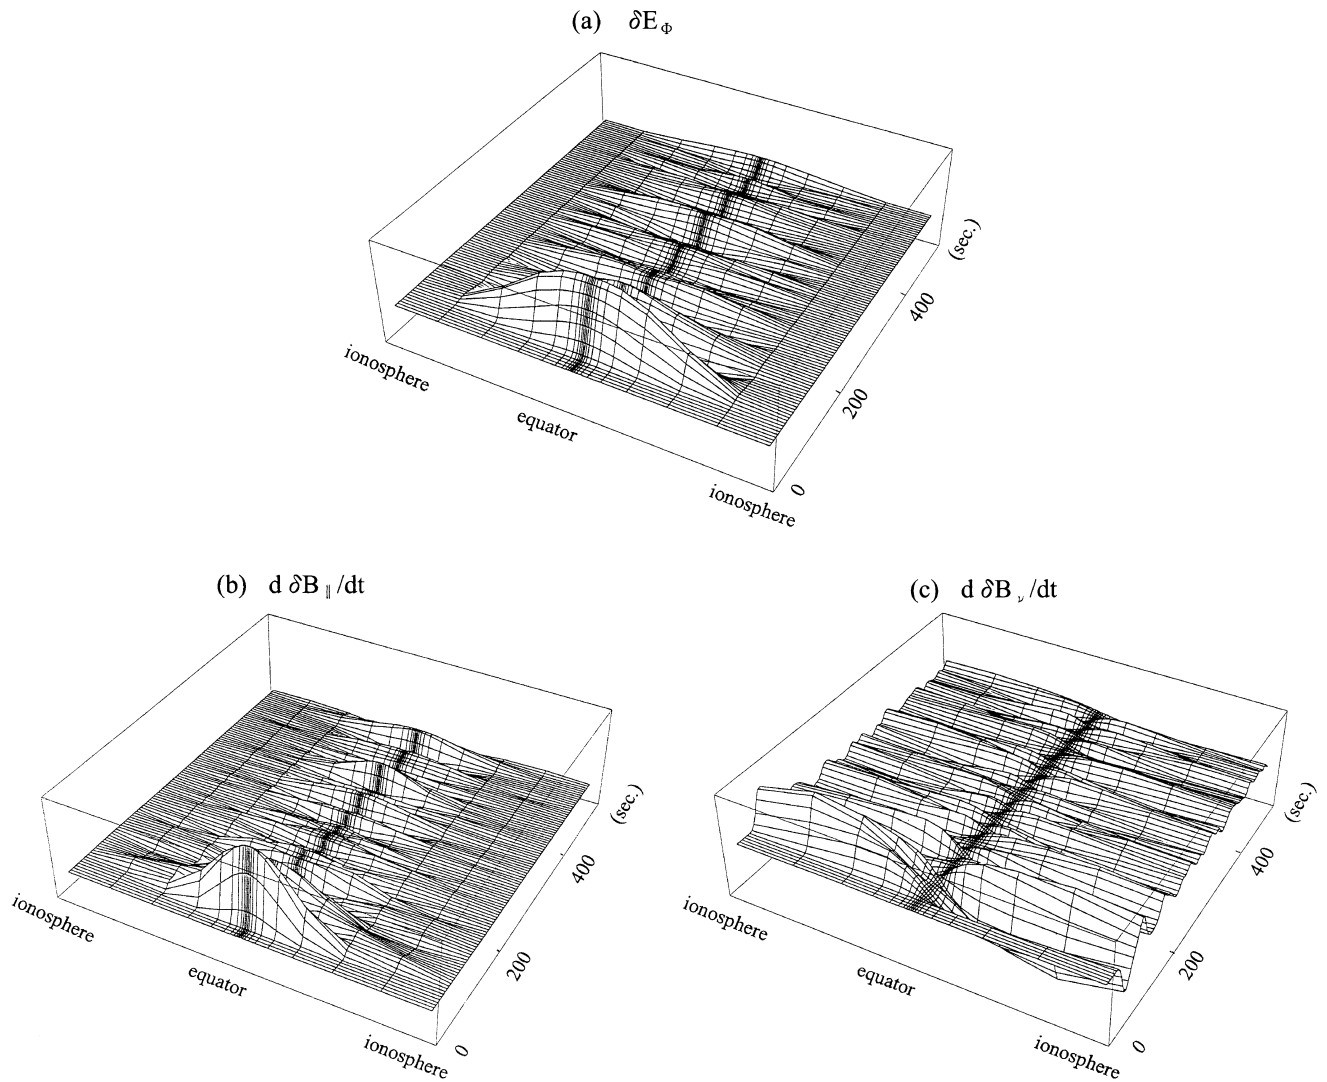 (a) δE_Φ
(sec.)
400
200
0
ionosphere
equator
ionosphere
(b) d δB_∥ /dt
(sec.)
400
200
0
ionosphere
equator
ionosphere
(c) d δB_ν /dt
(sec.)
400
200
0
ionosphere
equator
ionosphere